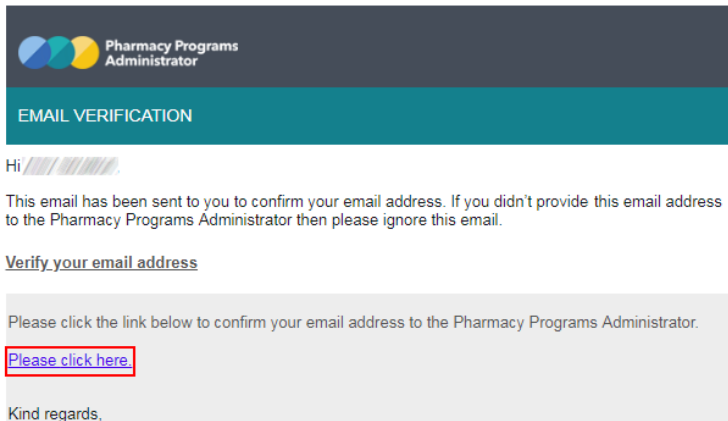 Pharmacy Programs
Administrator
EMAIL VERIFICATION
Hi
This email has been sent to you to confirm your email address. If you didn't provide this email address
to the Pharmacy Programs Administrator then please ignore this email.
Verify your email address
Please click the link below to confirm your email address to the Pharmacy Programs Administrator.
Please click here.
Kind regards,